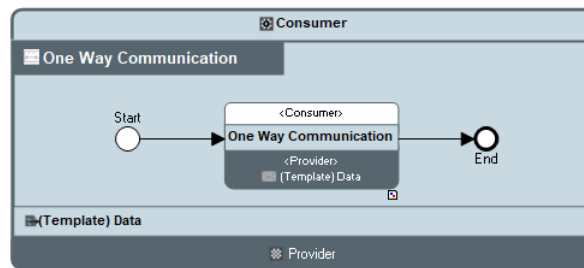 Consumer
One Way Communication
Start
<Consumer>
One Way Communication
<Provider>
(Template) Data
End
(Template) Data
Provider